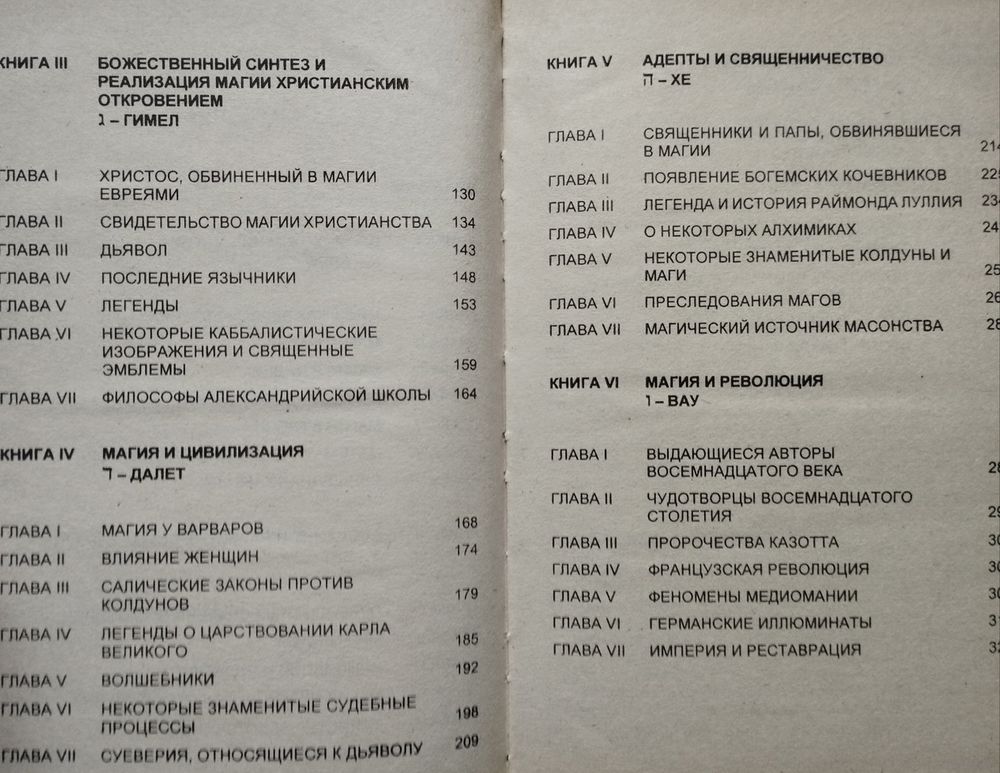 КНИГА III БОЖЕСТВЕННЫЙ СИНТЕЗ И
РЕАЛИЗАЦИЯ МАГИИ ХРИСТИАНСКИМ
ОТКРОВЕНИЕМ
ג – ГИМЕЛ
ГЛАВА I ХРИСТОС, ОБВИНЕННЫЙ В МАГИИ
ЕВРЕЯМИ 130
ГЛАВА II СВИДЕТЕЛЬСТВО МАГИИ ХРИСТИАНСТВА 134
ГЛАВА III ДЬЯВОЛ 143
ГЛАВА IV ПОСЛЕДНИЕ ЯЗЫЧНИКИ 148
ГЛАВА V ЛЕГЕНДЫ 153
ГЛАВА VI НЕКОТОРЫЕ КАББАЛИСТИЧЕСКИЕ
ИЗОБРАЖЕНИЯ И СВЯЩЕННЫЕ
ЭМБЛЕМЫ 159
ГЛАВА VII ФИЛОСОФЫ АЛЕКСАНДРИЙСКОЙ ШКОЛЫ 164
КНИГА IV МАГИЯ И ЦИВИЛИЗАЦИЯ
ד – ДАЛЕТ
ГЛАВА I МАГИЯ У ВАРВАРОВ 168
ГЛАВА II ВЛИЯНИЕ ЖЕНЩИН 174
ГЛАВА III САЛИЧЕСКИЕ ЗАКОНЫ ПРОТИВ
КОЛДУНОВ 179
ГЛАВА IV ЛЕГЕНДЫ О ЦАРСТВОВАНИИ КАРЛА
ВЕЛИКОГО 185
ГЛАВА V ВОЛШЕБНИКИ 192
ГЛАВА VI НЕКОТОРЫЕ ЗНАМЕНИТЫЕ СУДЕБНЫЕ
ПРОЦЕССЫ 198
ГЛАВА VII СУЕВЕРИЯ, ОТНОСЯЩИЕСЯ К ДЬЯВОЛУ 209
КНИГА V АДЕПТЫ И СВЯЩЕННИЧЕСТВО
ה – ХЕ
ГЛАВА I СВЯЩЕННИКИ И ПАПЫ, ОБВИНЯВШИЕСЯ
В МАГИИ 214
ГЛАВА II ПОЯВЛЕНИЕ БОГЕМСКИХ КОЧЕВНИКОВ 225
ГЛАВА III ЛЕГЕНДА И ИСТОРИЯ РАЙМОНДА ЛУЛЛИЯ 234
ГЛАВА IV О НЕКОТОРЫХ АЛХИМИКАХ
ГЛАВА V НЕКОТОРЫЕ ЗНАМЕНИТЫЕ КОЛДУНЫ И
МАГИ
ГЛАВА VI ПРЕСЛЕДОВАНИЯ МАГОВ
ГЛАВА VII МАГИЧЕСКИЙ ИСТОЧНИК МАСОНСТВА
КНИГА VI МАГИЯ И РЕВОЛЮЦИЯ
ו – ВАУ
ГЛАВА I ВЫДАЮЩИЕСЯ АВТОРЫ
ВОСЕМНАДЦАТОГО ВЕКА
ГЛАВА II ЧУДОТВОРЦЫ ВОСЕМНАДЦАТОГО
СТОЛЕТИЯ
ГЛАВА III ПРОРОЧЕСТВА КАЗОТТА
ГЛАВА IV ФРАНЦУЗСКАЯ РЕВОЛЮЦИЯ
ГЛАВА V ФЕНОМЕНЫ МЕДИОМАНИИ
ГЛАВА VI ГЕРМАНСКИЕ ИЛЛЮМИНАТЫ
ГЛАВА VII ИМПЕРИЯ И РЕСТАВРАЦИЯ